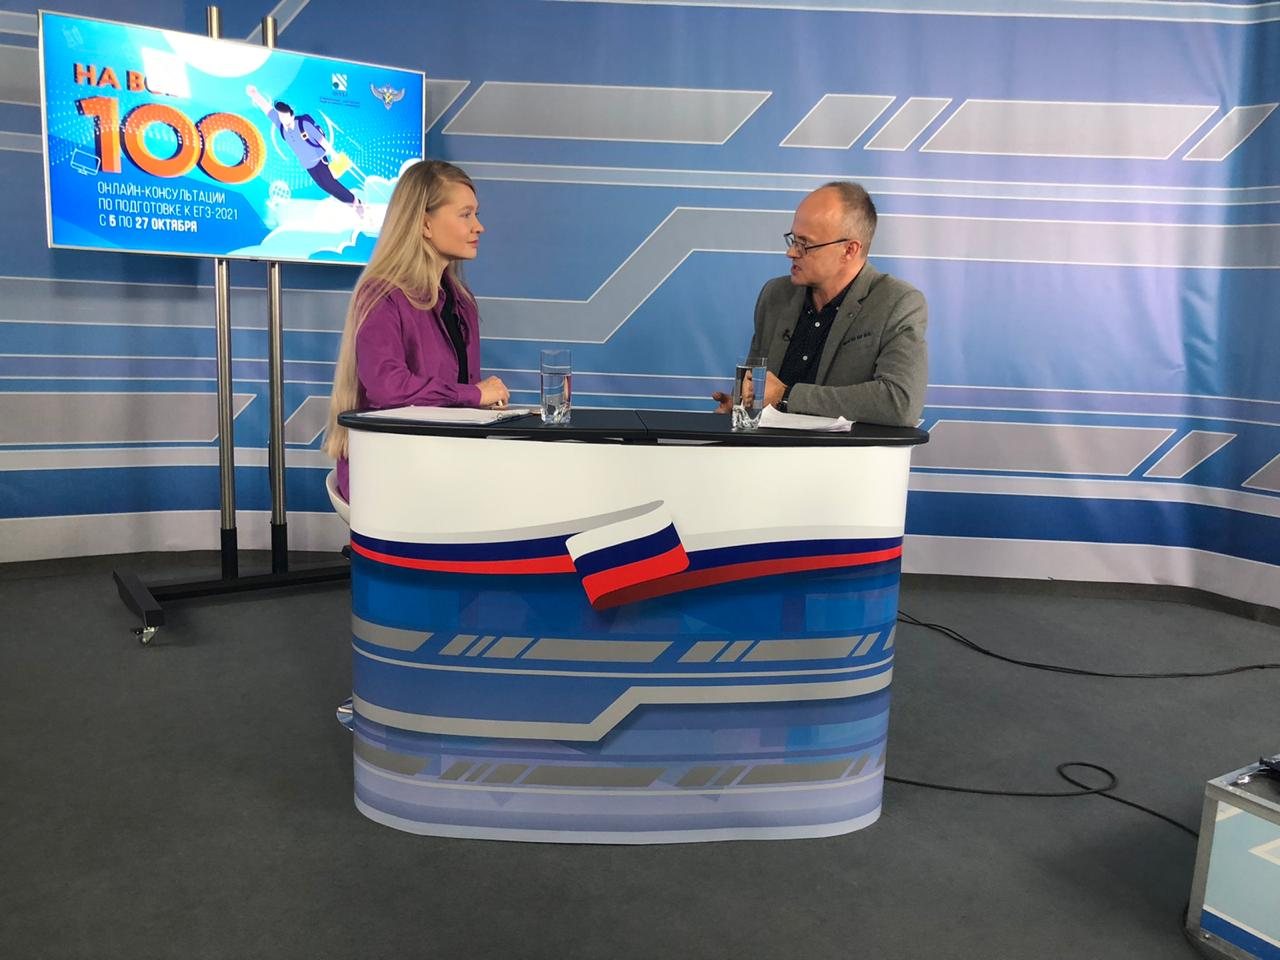 НА ВСЕ
100
ОНЛАЙН-КОНСУЛЬТАЦИИ
ПО ПОДГОТОВКЕ К ЕГЭ-2021
С 5 ПО 27 ОКТЯБРЯ